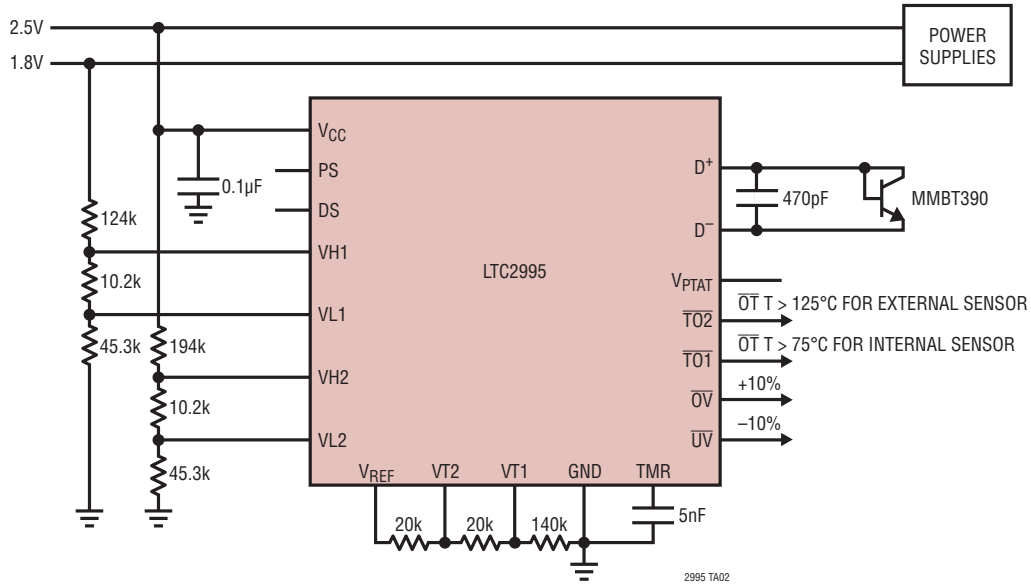 2.5V
1.8V
POWER
SUPPLIES
VCC
PS
DS
VH1
VL1
VH2
VL2
0.1μF
124k
10.2k
45.3k
194k
10.2k
45.3k
LTC2995
D+
D−
470pF
MMBT390
VPTAT
TO2
OT T > 125°C FOR EXTERNAL SENSOR
TO1
OT T > 75°C FOR INTERNAL SENSOR
OV
+10%
UV
–10%
VREF
VT2
VT1
GND
TMR
20k
20k
140k
5nF
2995 TA02